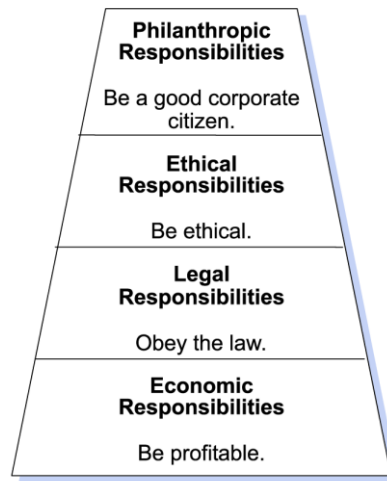 Philanthropic
Responsibilities
Be a good corporate
citizen.
Ethical
Responsibilities
Be ethical.
Legal
Responsibilities
Obey the law.
Economic
Responsibilities
Be profitable.